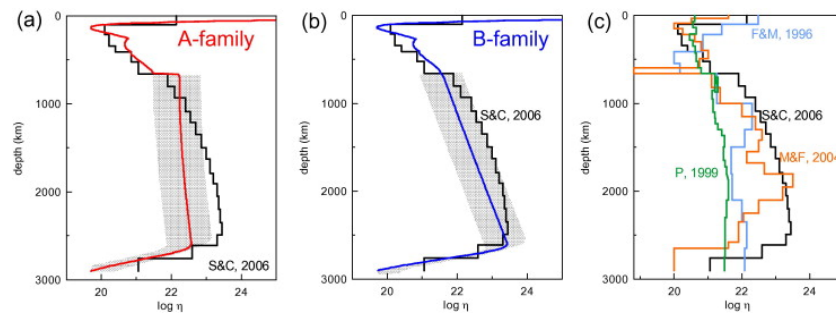 (a)
0
1000
2000
3000
depth (km)
A-family
S&C, 2006
20
22
24
log η
(b)
0
1000
2000
3000
depth (km)
B-family
S&C, 2006
20
22
24
log η
(c)
0
1000
2000
3000
depth (km)
F&M, 1996
S&C, 2006
M&F, 2004
P, 1999
20
22
24
log η